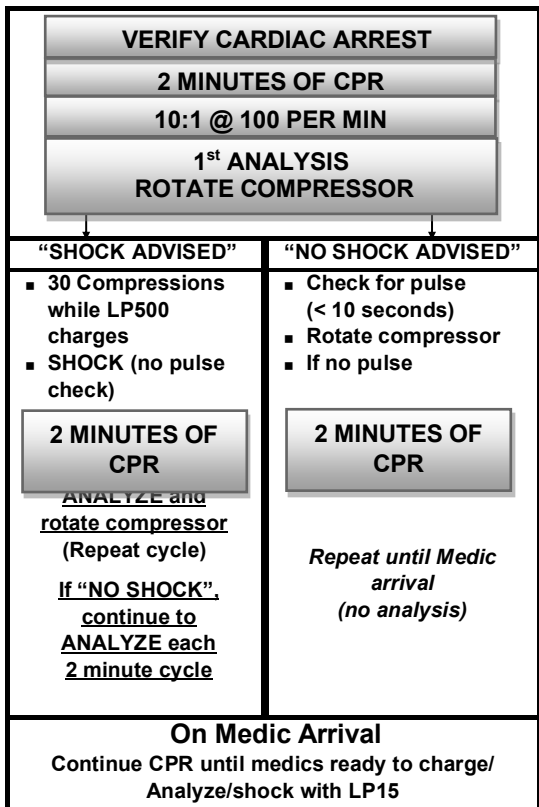 VERIFY CARDIAC ARREST
2 MINUTES OF CPR
10:1 @ 100 PER MIN
1st ANALYSIS
ROTATE COMPRESSOR
“SHOCK ADVISED”
▪ 30 Compressions
while LP500
charges
▪ SHOCK (no pulse
check)
2 MINUTES OF
CPR
ANALYZE and
rotate compressor
(Repeat cycle)
If “NO SHOCK”,
continue to
ANALYZE each
2 minute cycle
“NO SHOCK ADVISED”
▪ Check for pulse
(< 10 seconds)
▪ Rotate compressor
▪ If no pulse
2 MINUTES OF
CPR
Repeat until Medic
arrival
(no analysis)
On Medic Arrival
Continue CPR until medics ready to charge/
Analyze/shock with LP15